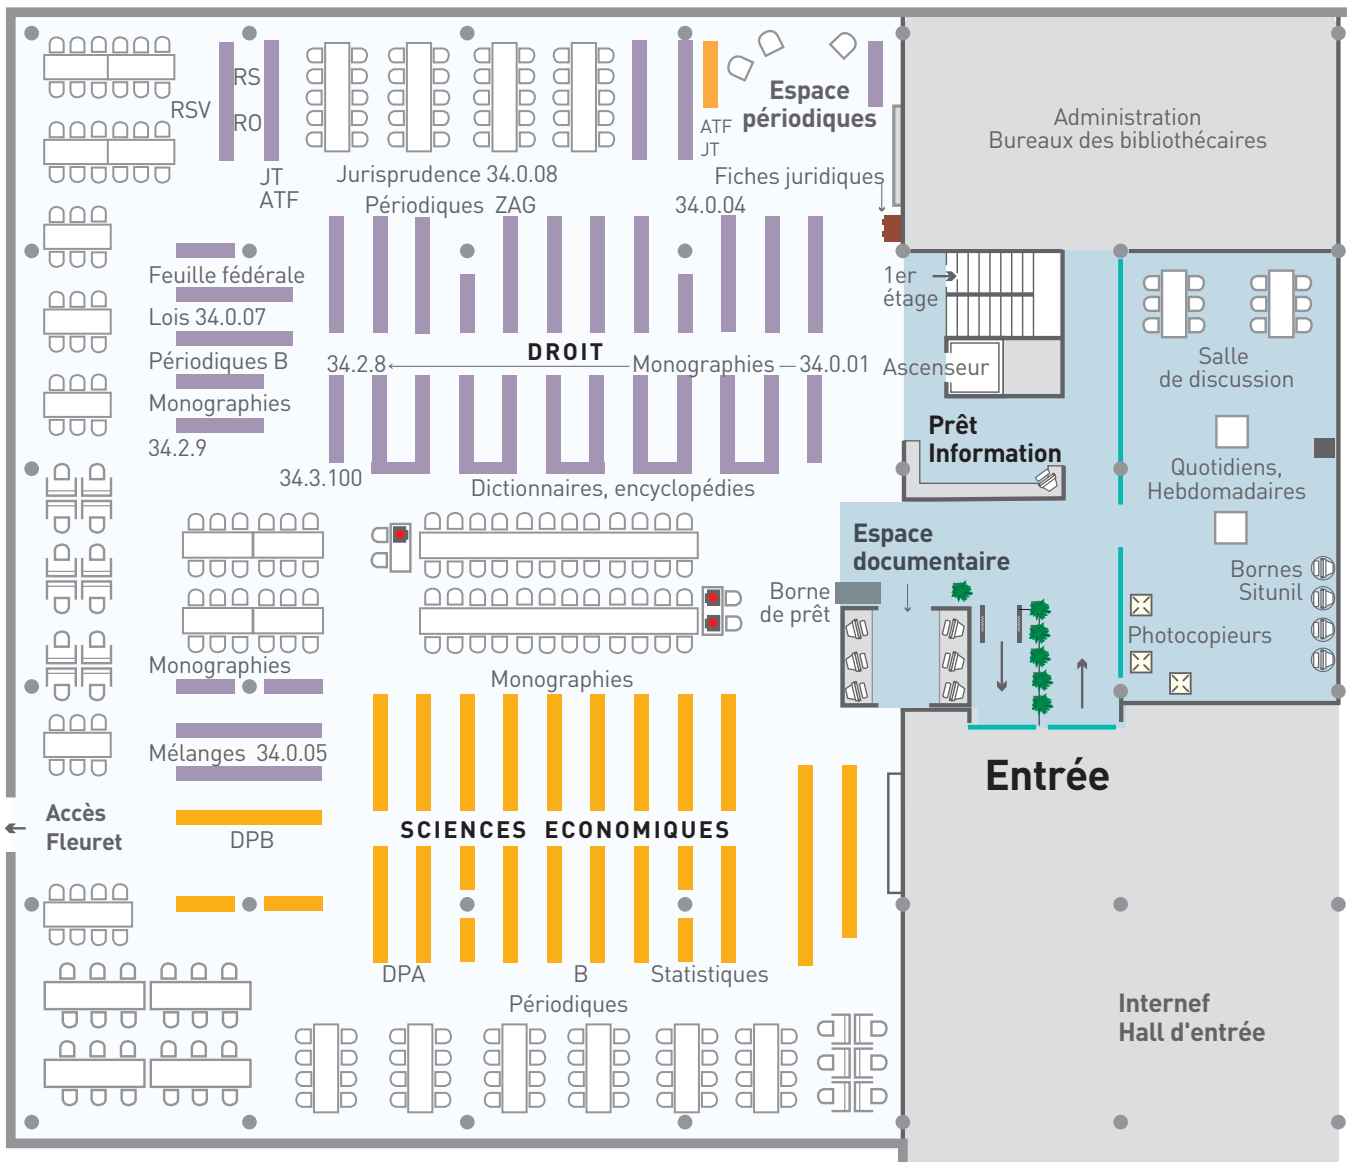 RSV
RS
RO
JT
ATF
Jurisprudence 34.0.08
Périodiques ZAG
Espace
périodiques
ATF
JT
Fiches juridiques
34.0.04
Administration
Bureaux des bibliothécaires
1er
étage
Ascenseur
Feuille fédérale
Lois 34.0.07
Périodiques B
Monographies
34.2.9
DROIT
34.2.8
Monographies
34.0.01
34.3.100
Dictionnaires, encyclopédies
Prêt
Information
Salle
de discussion
Quotidiens,
Hebdomadaires
Espace
documentaire
Borne
de prêt
Bornes
Situnil
Photocopieurs
Monographies
Mélanges 34.0.05
Monographies
Entrée
Accès
Fleuret
DPB
SCIENCES ECONOMIQUES
DPA
B
Statistiques
Périodiques
Internef
Hall d'entrée